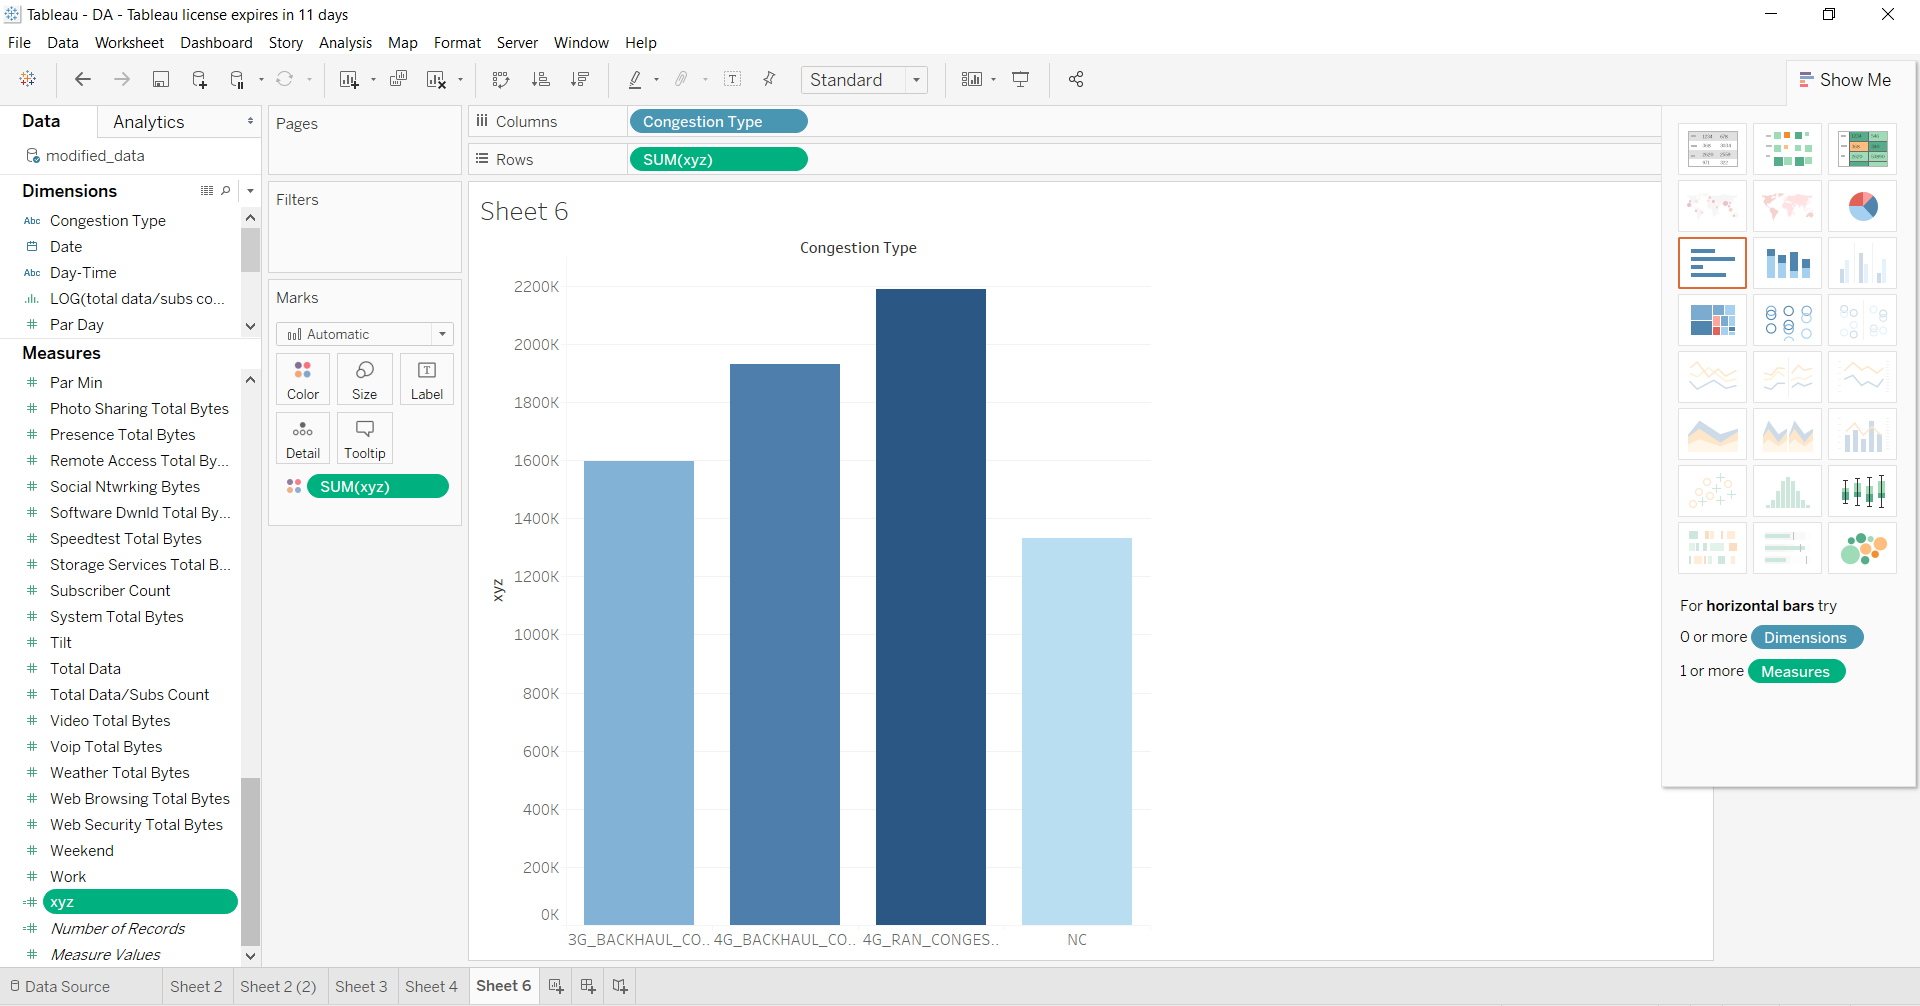 Tableau - DA - Tableau license expires in 11 days
File Data Worksheet Dashboard Story Analysis Map Format Server Window Help
Standard
Show Me
Data Analytics
modified_data
Dimensions
Abc Congestion Type
Date
Abc Day-Time
LOG(total data/subs co...
Par Day
Measures
Par Min
Photo Sharing Total Bytes
Presence Total Bytes
Remote Access Total By...
Social Ntwrking Bytes
Software Dwnld Total By...
Speedtest Total Bytes
Storage Services Total B...
Subscriber Count
System Total Bytes
Tilt
Total Data
Total Data/Subs Count
Video Total Bytes
Voip Total Bytes
Weather Total Bytes
Web Browsing Total Bytes
Web Security Total Bytes
Weekend
Work
xyz
Number of Records
Measure Values
Pages
Filters
Marks
Automatic
Color Size Label
Detail Tooltip
SUM(xyz)
Columns Congestion Type
Rows SUM(xyz)
Sheet 6
Congestion Type
2200K
2000K
1800K
1600K
1400K
1200K
1000K
800K
600K
400K
200K
0K
xyz
3G_BACKHAUL_CO.. 4G_BACKHAUL_CO.. 4G_RAN_CONGES.. NC
For horizontal bars try
0 or more Dimensions
1 or more Measures
Data Source Sheet 2 Sheet 2 (2) Sheet 3 Sheet 4 Sheet 6